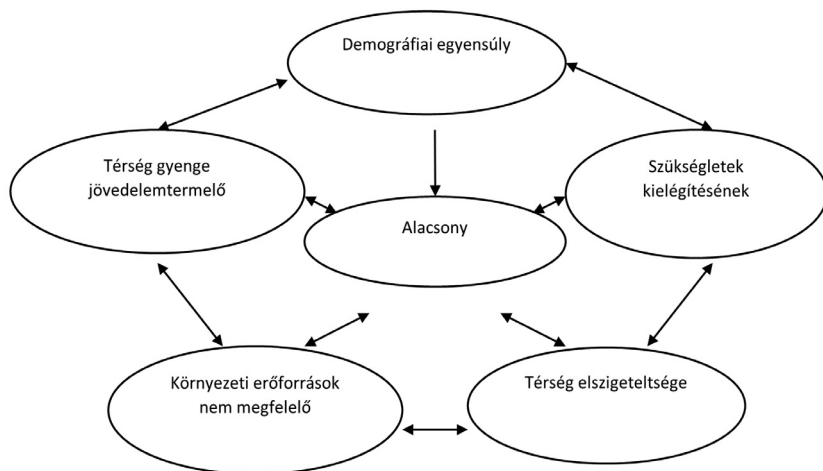 Demográfiai egyensúly
Térség gyenge
jövedelemtermelő
Szükségletek
kielégítésének
Alacsony
Környezeti erőforrások
nem megfelelő
Térség elszigeteltsége